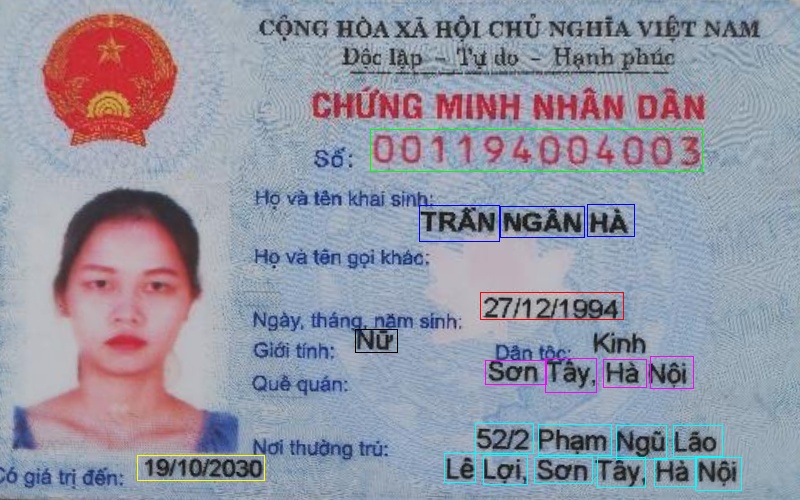 CỘNG HÒA XÃ HỘI CHỦ NGHĨA VIỆT NAM
Độc lập - Tự do - Hạnh phúc
CHỨNG MINH NHÂN DÂN
Số: 001194004003
Họ và tên khai sinh:
TRẦN NGÂN HÀ
Họ và tên gọi khác:
Ngày, tháng, năm sinh: 27/12/1994
Giới tính: Nữ Dân tộc: Kinh
Quê quán: Sơn Tây, Hà Nội
Nơi thường trú: 52/2 Phạm Ngũ Lão
Lê Lợi, Sơn Tây, Hà Nội
Có giá trị đến: 19/10/2030